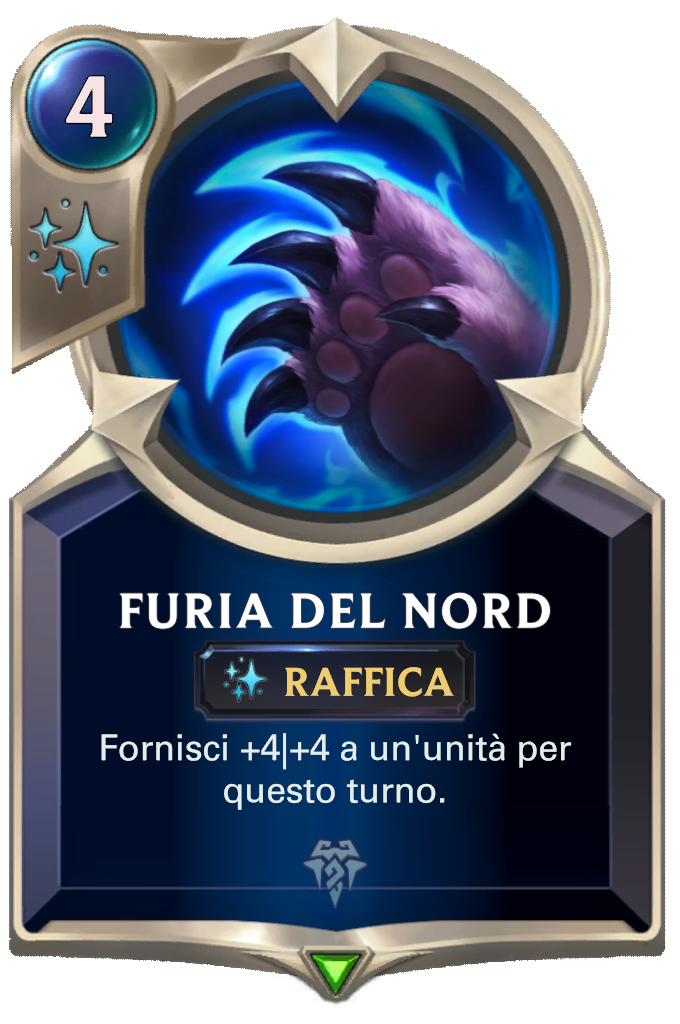 4
FURIA DEL NORD
RAFFICA
Fornisci +4|+4 a un'unità per
questo turno.